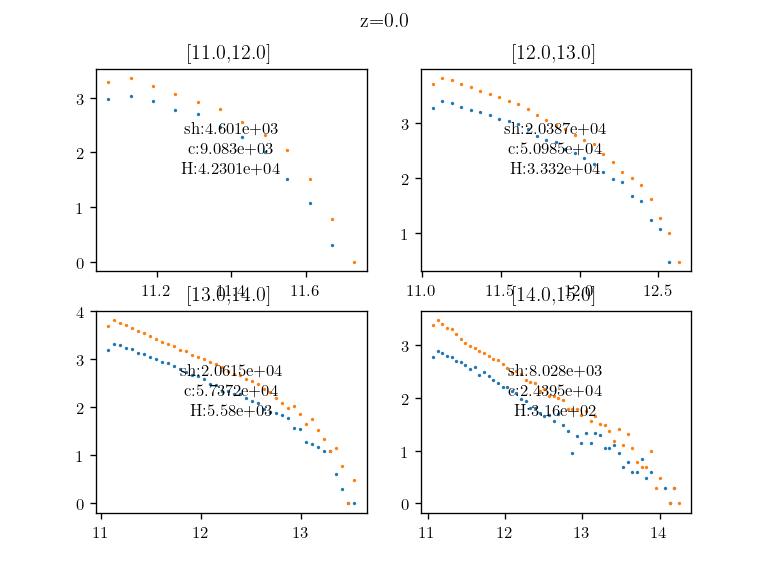 z=0.0
[11.0,12.0]
[12.0,13.0]
3
2
1
0
sh:4.601e+03
c:9.083e+03
H:4.2301e+04
11.2
11.4
11.6
3
2
1
sh:2.0387e+04
c:5.0985e+04
H:3.332e+04
11.0
11.5
12.0
12.5
[13.0,14.0]
[14.0,15.0]
4
3
2
1
0
sh:2.0615e+04
c:5.7372e+04
H:5.58e+03
11
12
13
3
2
1
0
sh:8.028e+03
c:2.4395e+04
H:3.16e+02
11
12
13
14